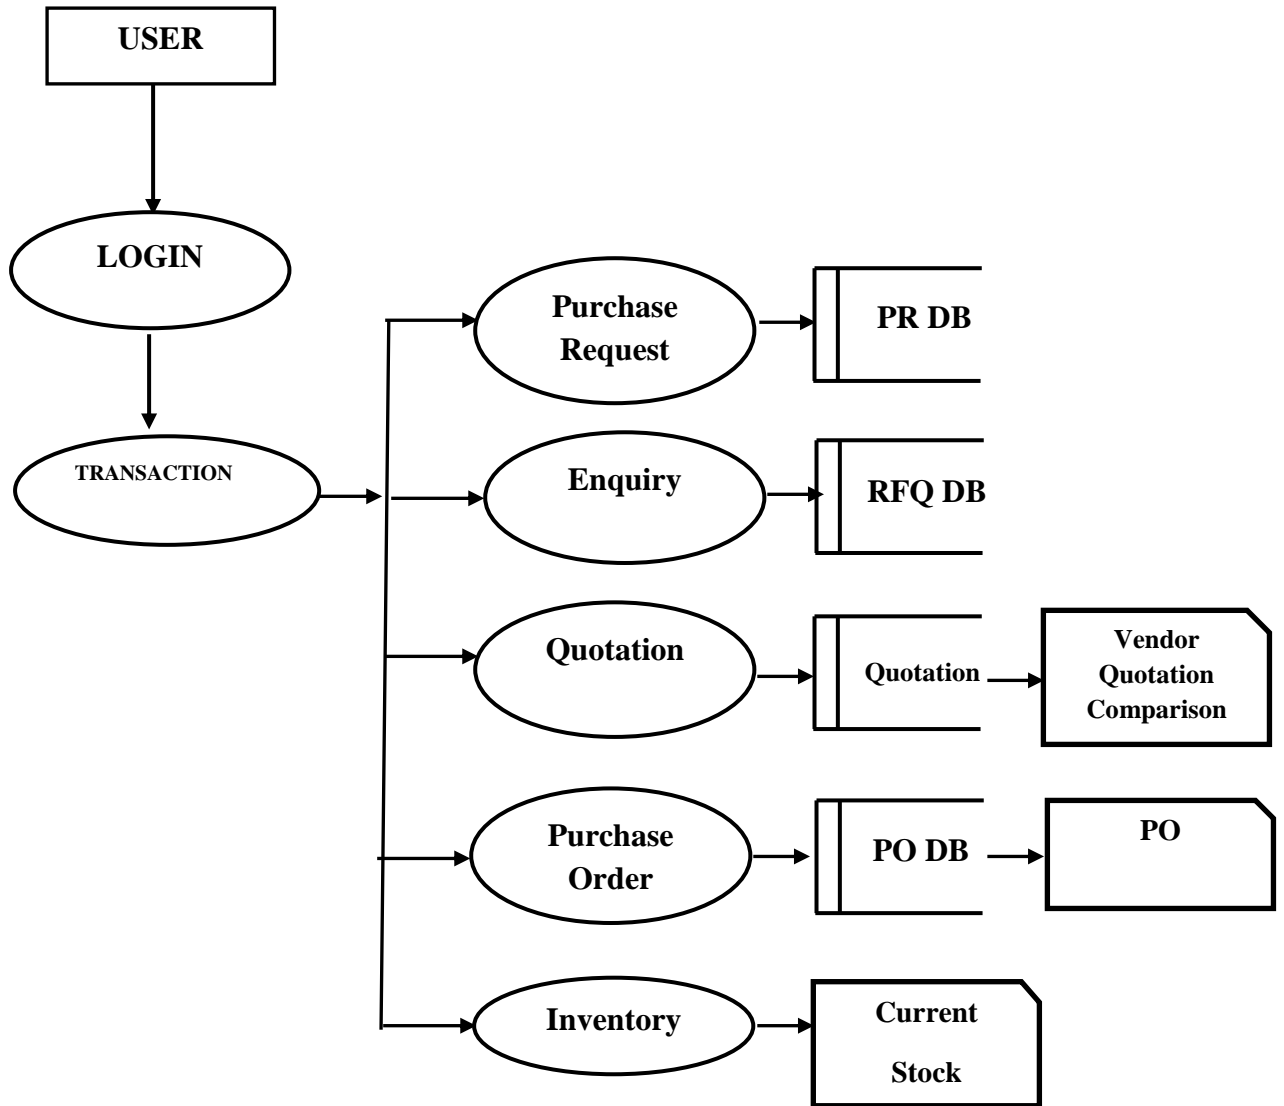 USER
LOGIN
TRANSACTION
Purchase
Request
PR DB
Enquiry
RFQ DB
Quotation
Quotation
Vendor
Quotation
Comparison
Purchase
Order
PO DB
PO
Inventory
Current
Stock